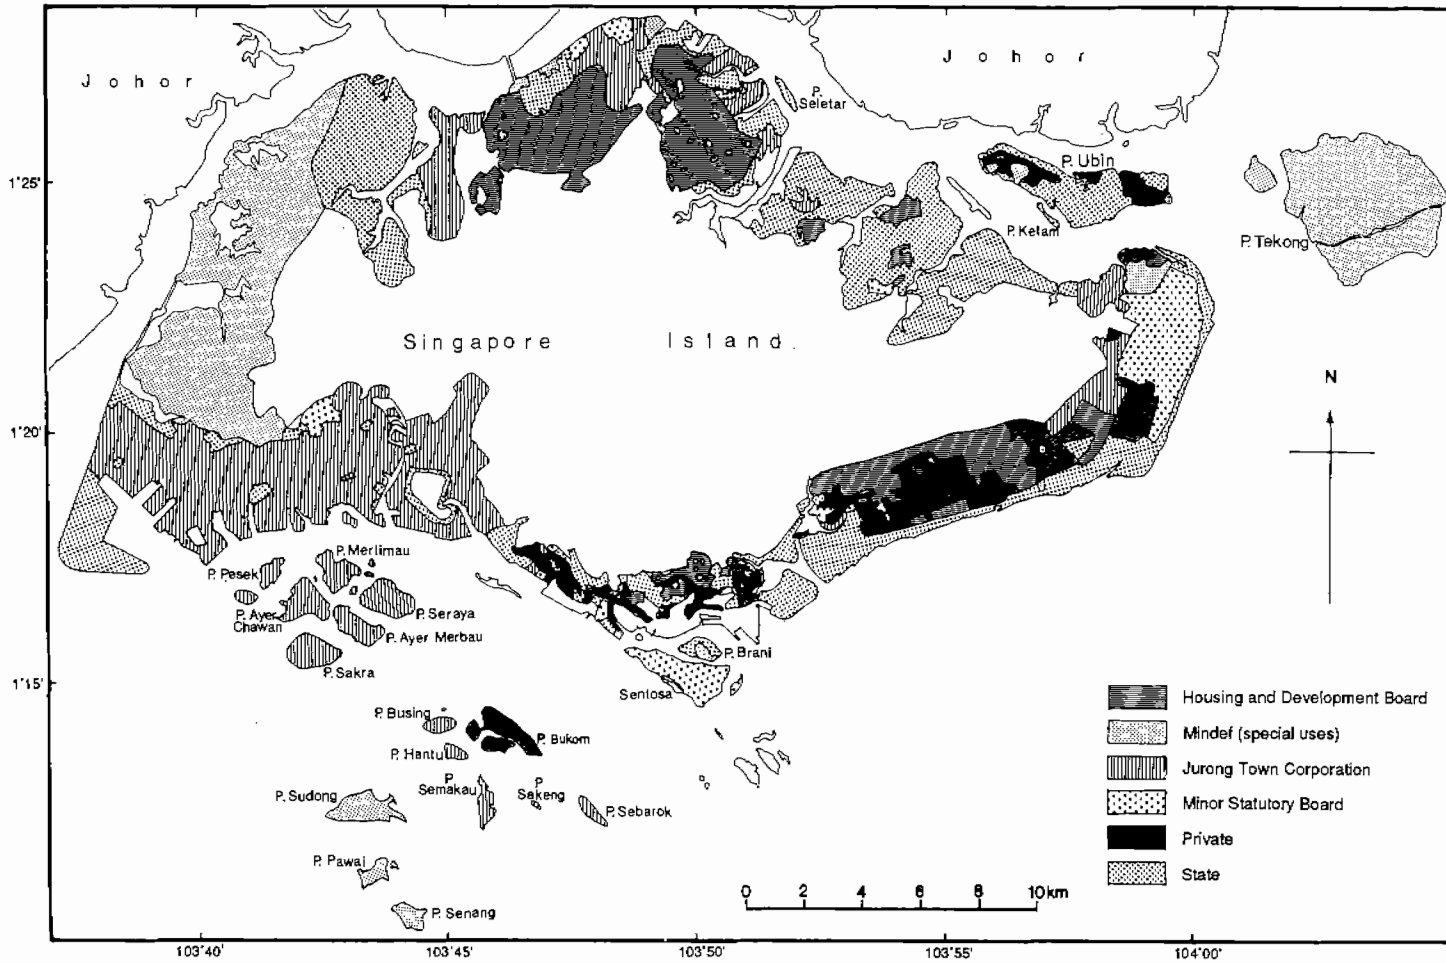 Johor
Johor
P. Seletar
P. Ubin
P. Ketam
P. Tekong
1°25'
Singapore Island
1°20'
N
P. Merlimau
P. Pesek
P. Ayer Chawan
P. Seraya
P. Ayer Merbau
P. Sakra
P. Brani
Sentosa
1°15'
P. Busing
P. Bukom
P. Hantu
P. Semakau
P. Sakeng
P. Sudong
P. Sebarok
P. Pawai
P. Senang
Housing and Development Board
Mindef (special uses)
Jurong Town Corporation
Minor Statutory Board
Private
State
0 2 4 6 8 10km
103°40' 103°45' 103°50' 103°55' 104°00'